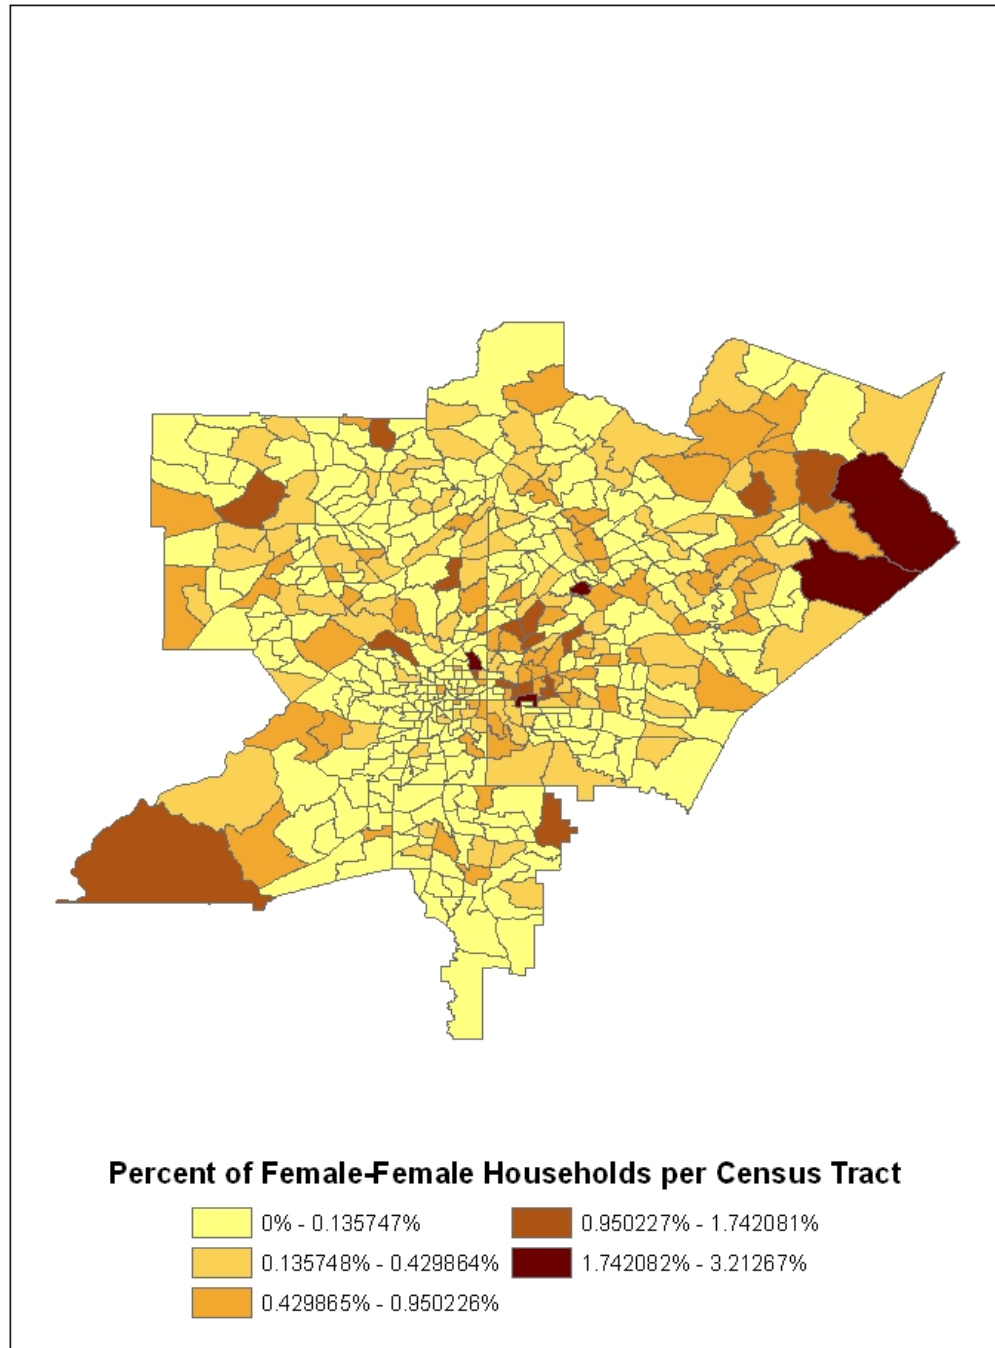 Percent of Female-Female Households per Census Tract
0% - 0.135747%
0.135748% - 0.429864%
0.429865% - 0.950226%
0.950227% - 1.742081%
1.742082% - 3.21267%